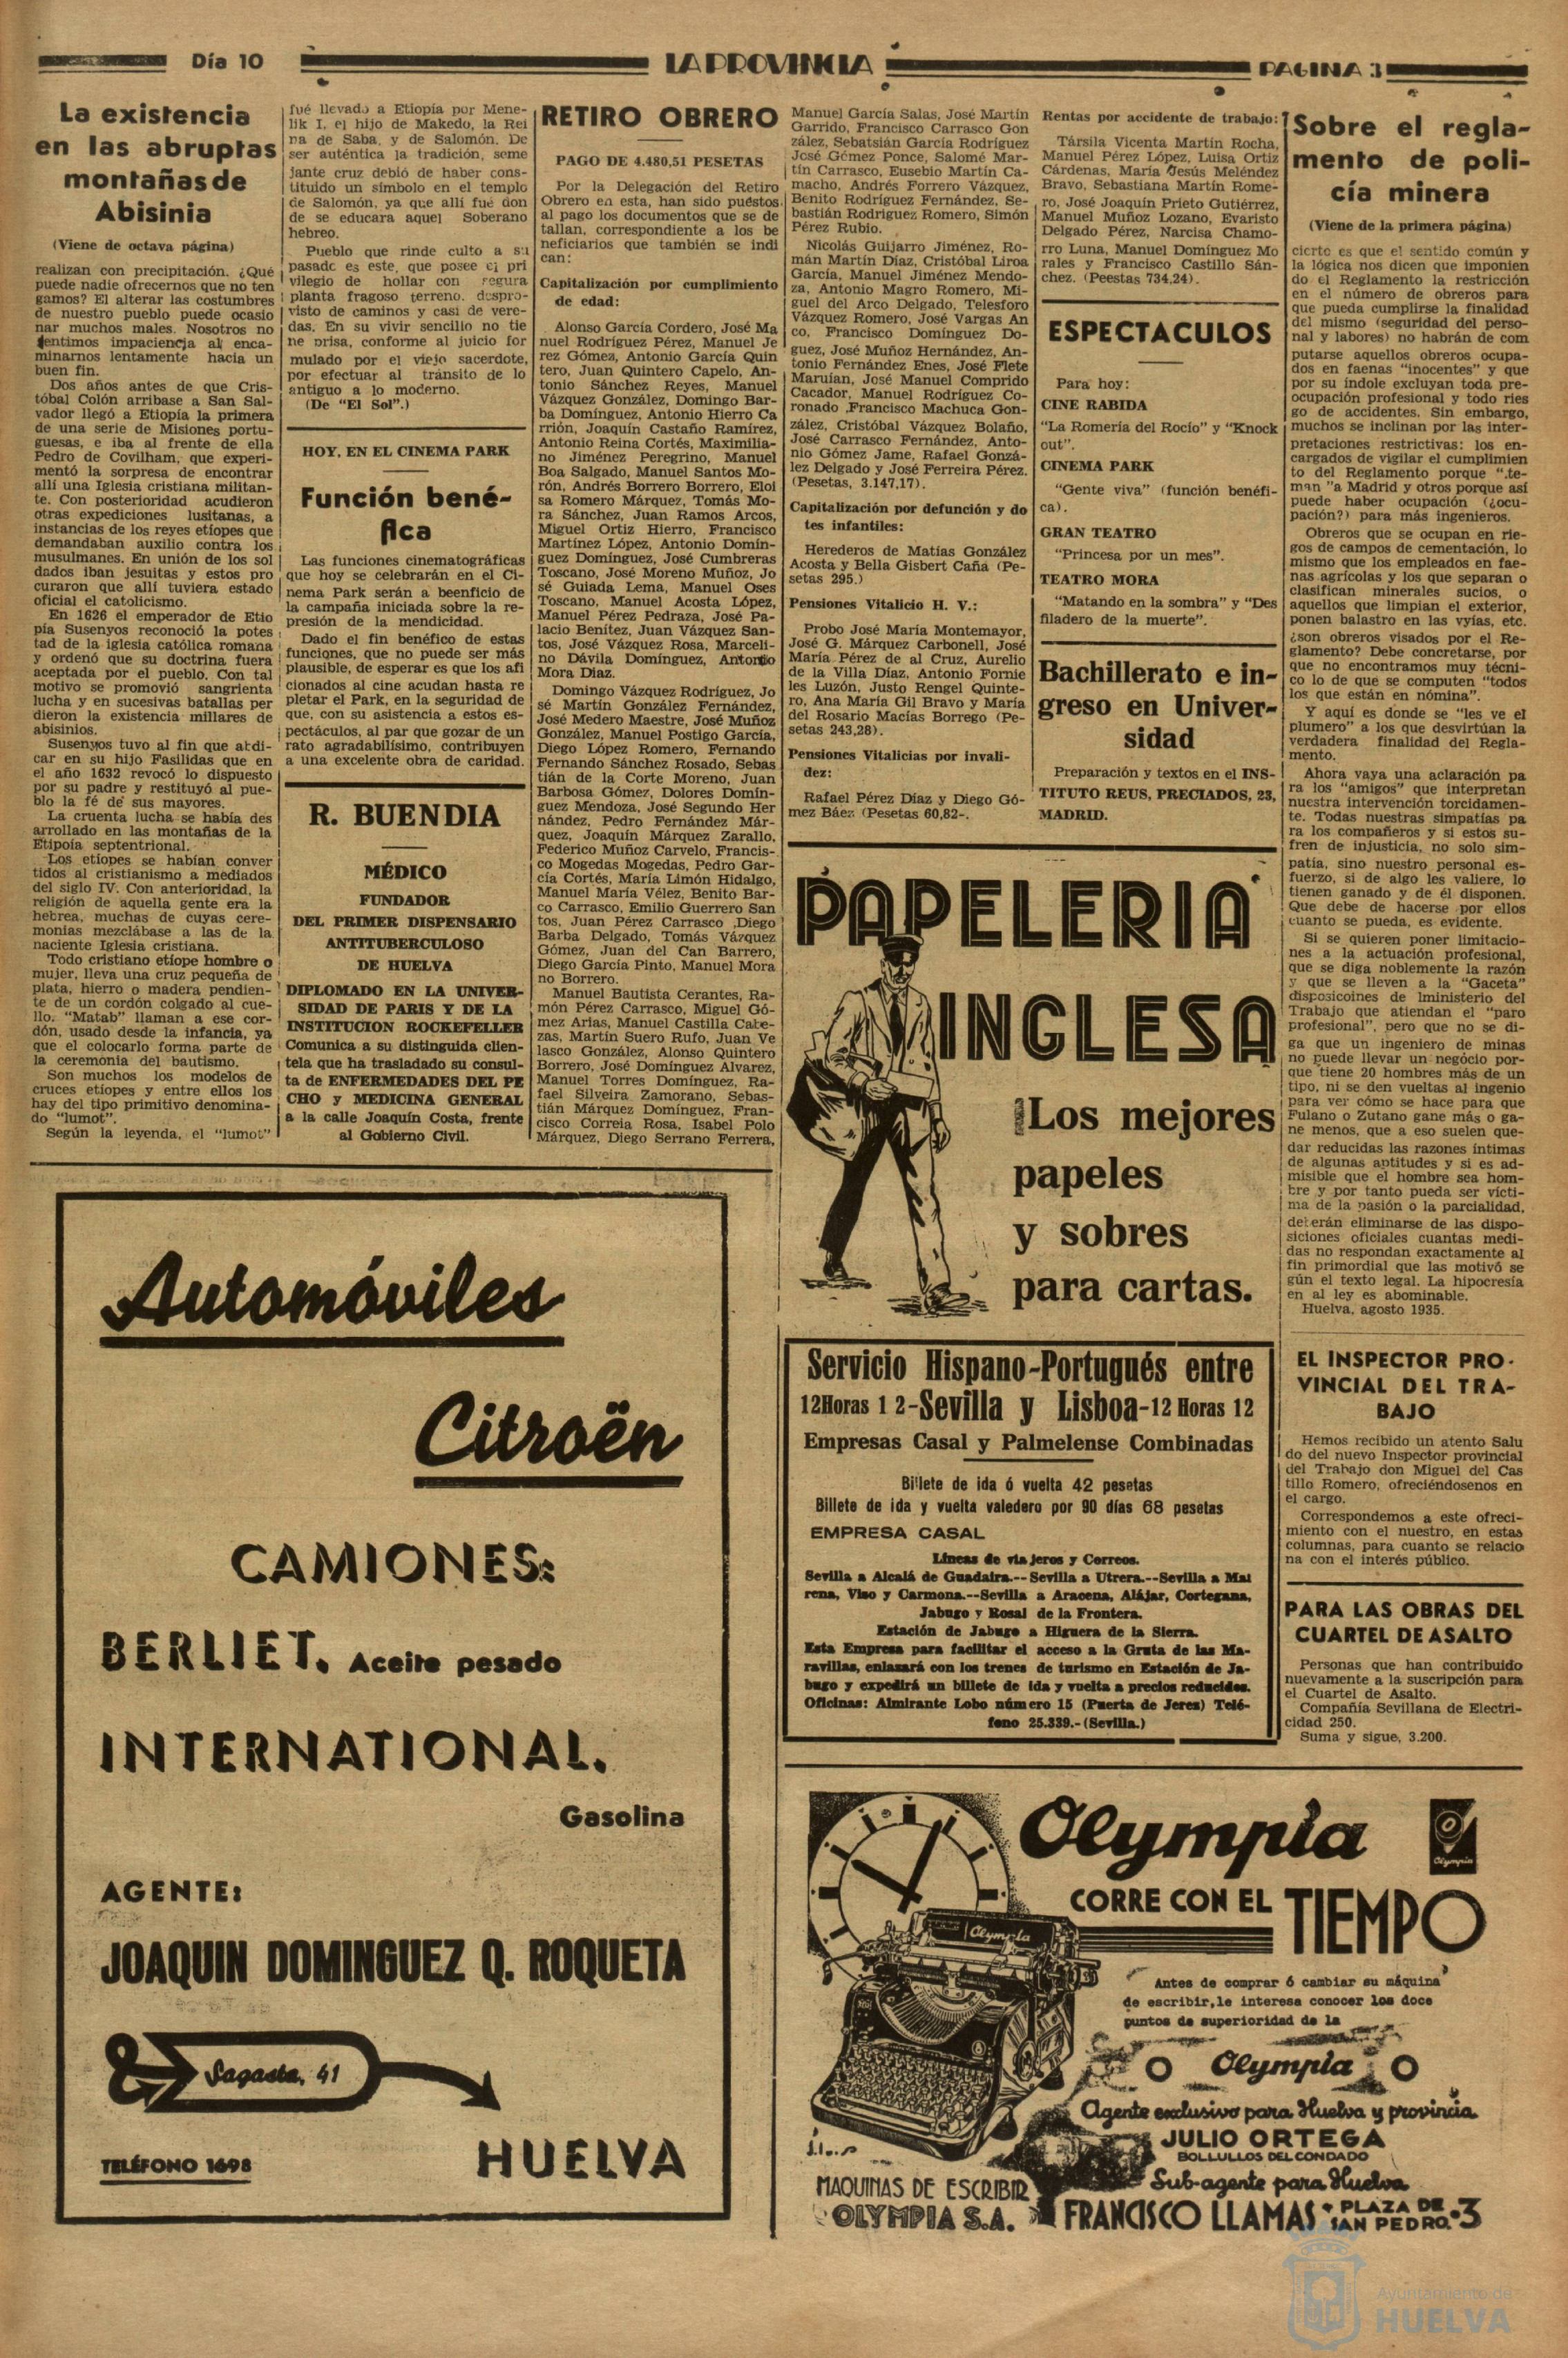 Día 10
LA PROVINCIA
PAGINA 3
La existencia
en las abruptas
montañas de
Abisinia
(Viene de octava página)
realizan con precipitación. ¿Qué
puede nadie ofrecernos que no ten
gamos? El alterar las costumbres
de nuestro pueblo puede ocasio
nar muchos males. Nosotros no
sentimos impaciencia al enca-
minarnos lentamente hacia un
buen fin.
Dos años antes de que Cris-
tóbal Colón arribase a San Sal-
vador llegó a Etiopía la primera
de una serie de Misiones portu-
guesas, e iba al frente de ella
Pedro de Covilham, que experi-
mentó la sorpresa de encontrar
allí una Iglesia cristiana militan-
te. Con posterioridad acudieron
otras expediciones lusitanas, a
instancias de los reyes etíopes que
demandaban auxilio contra los
musulmanes. En unión de los sol
dados iban jesuitas y estos pro
curaron que allí tuviera estado
oficial el catolicismo.
En 1626 el emperador de Etio
pía Susenyos reconoció la potes
tad de la iglesia católica romana
y ordenó que su doctrina fuera
aceptada por el pueblo. Con tal
motivo se promovió sangrienta
lucha y en sucesivas batallas per
dieron la existencia millares de
abisinios.
Susenyos tuvo al fin que abdi-
car en su hijo Fasilidas que en
el año 1632 revocó lo dispuesto
por su padre y restituyó al pue-
blo la fé de sus mayores.
La cruenta lucha se había des
arrollado en las montañas de la
Etipoía septentrional.
Los etíopes se habían conver
tidos al cristianismo a mediados
del siglo IV. Con anterioridad, la
religión de aquella gente era la
hebrea, muchas de cuyas cere-
monias mezclábase a las de la
naciente Iglesia cristiana.
Todo cristiano etíope hombre o
mujer, lleva una cruz pequeña de
plata, hierro o madera pendien-
te de un cordón colgado al cue-
llo. "Matab" llaman a ese cor-
dón, usado desde la infancia, ya
que el colocarlo forma parte de
la ceremonia del bautismo.
Son muchos los modelos de
cruces etíopes y entre ellos los
hay del tipo primitivo denomina-
do "lumot".
Según la leyenda, el "lumot"
fué llevado a Etiopía por Mene-
lik I, el hijo de Makedo, la Rei
na de Saba, y de Salomón. De
ser auténtica la tradición, seme
jante cruz debió de haber cons-
tituído un símbolo en el templo
de Salomón, ya que allí fué don
de se educara aquel Soberano
hebreo.
Pueblo que rinde culto a su
pasado es este, que posee el pri
vilegio de hollar con segura
planta fragoso terreno, despro-
visto de caminos y casi de vere-
das. En su vivir sencillo no tie
ne prisa, conforme al juicio for
mulado por el viejo sacerdote,
por efectuar al tránsito de lo
antiguo a lo moderno.
(De "El Sol".)
HOY, EN EL CINEMA PARK
Función bené-
fica
Las funciones cinematográficas
que hoy se celebrarán en el Ci-
nema Park serán a beenficio de
la campaña iniciada sobre la re-
presión de la mendicidad.
Dado el fin benéfico de estas
funciones, que no puede ser más
plausible, de esperar es que los afi
cionados al cine acudan hasta re
pletar el Park, en la seguridad de
que, con su asistencia a estos es-
pectáculos, al par que gozar de un
rato agradabilísimo, contribuyen
a una excelente obra de caridad.
R. BUENDIA
MÉDICO
FUNDADOR
DEL PRIMER DISPENSARIO
ANTITUBERCULOSO
DE HUELVA
DIPLOMADO EN LA UNIVER-
SIDAD DE PARIS Y DE LA
INSTITUCION ROCKEFELLER
Comunica a su distinguida clien-
tela que ha trasladado su consul-
ta de ENFERMEDADES DEL PE
CHO y MEDICINA GENERAL
a la calle Joaquín Costa, frente
al Gobierno Civil.
RETIRO OBRERO
PAGO DE 4.480,51 PESETAS
Por la Delegación del Retiro
Obrero en esta, han sido puestos
al pago los documentos que se de
tallan, correspondiente a los be
neficiarios que también se indi
can:
Capitalización por cumplimiento
de edad:
Alonso García Cordero, José Ma
nuel Rodríguez Pérez, Manuel Je
rez Gómez, Antonio García Quin
tero, Juan Quintero Capelo, An-
tonio Sánchez Reyes, Manuel
Vázquez González, Domingo Bar-
ba Domínguez, Antonio Hierro Ca
rrión, Joaquín Castaño Ramírez,
Antonio Reina Cortés, Maximilia-
no Jiménez Peregrino, Manuel
Boa Salgado, Manuel Santos Mo-
rón, Andrés Borrero Borrero, Eloi
sa Romero Márquez, Tomás Mo-
ra Sánchez, Juan Ramos Arcos,
Miguel Ortiz Hierro, Francisco
Martínez López, Antonio Domín-
guez Domínguez, José Cumbreras
Toscano, José Moreno Muñoz, Jo
sé Guiada Lema, Manuel Oses
Toscano, Manuel Acosta López,
Manuel Pérez Pedraza, José Pa-
lacio Benítez, Juan Vázquez San-
tos, José Vázquez Rosa, Marceli-
no Dávila Domínguez, Antonio
Mora Diaz.
Domingo Vázquez Rodríguez, Jo
sé Martín González Fernández,
José Medero Maestre, José Muñoz
González, Manuel Postigo García,
Diego López Romero, Fernando
Fernando Sánchez Rosado, Sebas
tián de la Corte Moreno, Juan
Barbosa Gómez, Dolores Domín-
guez Mendoza, José Segundo Her
nández, Pedro Fernández Már-
quez, Joaquín Márquez Zarallo,
Federico Muñoz Carvelo, Francis-
co Mogedas Mogedas, Pedro Gar-
cía Cortés, María Limón Hidalgo,
Manuel María Vélez, Benito Bar-
co Carrasco, Emilio Guerrero San
tos, Juan Pérez Carrasco ,Diego
Barba Delgado, Tomás Vázquez
Gómez, Juan del Can Barrero,
Diego García Pinto, Manuel Mora
no Borrero.
Manuel Bautista Cerantes, Ra-
món Pérez Carrasco, Miguel Gó-
mez Arias, Manuel Castilla Cabe-
zas, Martín Suero Rufo, Juan Ve
lasco González, Alonso Quintero
Borrero, José Domínguez Alvarez,
Manuel Torres Domínguez, Ra-
fael Silveira Zamorano, Sebas-
tián Márquez Domínguez, Fran-
cisco Correia Rosa, Isabel Polo
Márquez, Diego Serrano Ferrera,
Manuel García Salas, José Martín
Garrido, Francisco Carrasco Gon
zález, Sebatsián García Rodríguez
José Gómez Ponce, Salomé Mar-
tín Carrasco, Eusebio Martín Ca-
macho, Andrés Forrero Vázquez,
Benito Rodríguez Fernández, Se-
bastián Rodríguez Romero, Simón
Pérez Rubio.
Nicolás Guijarro Jiménez, Ro-
mán Martín Díaz, Cristóbal Liroa
García, Manuel Jiménez Mendo-
za, Antonio Magro Romero, Mi-
guel del Arco Delgado, Telesforo
Vázquez Romero, José Vargas An
co, Francisco Domínguez Do-
guez, José Muñoz Hernández, An-
tonio Fernández Enes, José Flete
Maruían, José Manuel Comprido
Cacador, Manuel Rodríguez Co-
ronado ,Francisco Machuca Gon-
zález, Cristóbal Vázquez Bolaño,
José Carrasco Fernández, Anto-
nio Gómez Jame, Rafael Gonzá-
lez Delgado y José Ferreira Pérez.
(Pesetas, 3.147,17).
Capitalización por defunción y do
tes infantiles:
Herederos de Matías González
Acosta y Bella Gisbert Caña (Pe-
setas 295.)
Pensiones Vitalicio H. V.:
Probo José María Montemayor,
José G. Márquez Carbonell, José
María Pérez de al Cruz, Aurelio
de la Villa Díaz, Antonio Fornie
les Luzón, Justo Rengel Quinte-
ro, Ana María Gil Bravo y María
del Rosario Macías Borrego (Pe-
setas 243,28).
Pensiones Vitalicias por invali-
dez:
Rafael Pérez Díaz y Diego Gó-
mez Báez (Pesetas 60,82-.
Rentas por accidente de trabajo:
Társila Vicenta Martín Rocha,
Manuel Pérez López, Luisa Ortiz
Cárdenas, María Jesús Meléndez
Bravo, Sebastiana Martín Rome-
ro, José Joaquín Prieto Gutiérrez,
Manuel Muñoz Lozano, Evaristo
Delgado Pérez, Narcisa Chamo-
rro Luna, Manuel Domínguez Mo
rales y Francisco Castillo Sán-
chez. (Peestas 734,24).
ESPECTACULOS
Para hoy:
CINE RABIDA
"La Romería del Rocío" y "Knock
out".
CINEMA PARK
"Gente viva" (función benéfi-
ca).
GRAN TEATRO
"Princesa por un mes".
TEATRO MORA
"Matando en la sombra" y "Des
filadero de la muerte".
Bachillerato e in-
greso en Univer-
sidad
Preparación y textos en el INS-
TITUTO REUS, PRECIADOS, 23,
MADRID.
PAPELERIA
INGLESA
¡Los mejores
papeles
y sobres
para cartas.
Servicio Hispano-Portugués entre
12Horas 1 2-Sevilla y Lisboa-12 Horas 12
Empresas Casal y Palmelense Combinadas
Billete de ida ó vuelta 42 pesetas
Billete de ida y vuelta valedero por 90 días 68 pesetas
EMPRESA CASAL
Líneas de viajeros y Correos.
Sevilla a Alcalá de Guadaira.--Sevilla a Utrera.--Sevilla a Mai
rena, Viso y Carmona.--Sevilla a Aracena, Alájar, Cortegana,
Jabugo y Rosal de la Frontera.
Estación de Jabugo a Higuera de la Sierra.
Esta Empresa para facilitar el acceso a la Gruta de las Ma-
ravillas, enlazará con los trenes de turismo en Estación de Ja-
bugo y expedirá un billete de ida y vuelta a precios reducidos.
Oficinas: Almirante Lobo número 15 (Puerta de Jerez) Telé-
fono 25.339.-(Sevilla.)
Sobre el regla-
mento de poli-
cía minera
(Viene de la primera página)
cierto es que el sentido común y
la lógica nos dicen que imponien
do el Reglamento la restricción
en el número de obreros para
que pueda cumplirse la finalidad
del mismo (seguridad del perso-
nal y labores) no habrán de com
putarse aquellos obreros ocupa-
dos en faenas "inocentes" y que
por su índole excluyan toda pre-
ocupación profesional y todo ries
go de accidentes. Sin embargo,
muchos se inclinan por las inter-
pretaciones restrictivas: los en-
cargados de vigilar el cumplimien
to del Reglamento porque ".te-
man "a Madrid y otros porque así
puede haber ocupación (¿ocu-
pación?) para más ingenieros.
Obreros que se ocupan en rie-
gos de campos de cementación, lo
mismo que los empleados en fae-
nas agrícolas y los que separan o
clasifican minerales sucios, o
aquellos que limpian el exterior,
ponen balastro en las vyías, etc.
¿son obreros visados por el Re-
glamento? Debe concretarse, por
que no encontramos muy técni-
co lo de que se computen "todos
los que están en nómina".
Y aquí es donde se "les ve el
plumero" a los que desvirtúan la
verdadera finalidad del Regla-
mento.
Ahora vaya una aclaración pa
ra los "amigos" que interpretan
nuestra intervención torcidamen-
te. Todas nuestras simpatías pa
ra los compañeros y si estos su-
fren de injusticia, no solo sim-
patía, sino nuestro personal es-
fuerzo, si de algo les valiere, lo
tienen ganado y de él disponen.
Que debe de hacerse por ellos
cuanto se pueda, es evidente.
Si se quieren poner limitacio-
nes a la actuación profesional,
que se diga noblemente la razón
y que se lleven a la "Gaceta"
disposicoines de lministerio del
Trabajo que atiendan el "paro
profesional", pero que no se di-
ga que un ingeniero de minas
no puede llevar un negócio por-
que tiene 20 hombres más de un
tipo, ni se den vueltas al ingenio
para ver cómo se hace para que
Fulano o Zutano gane más o ga-
ne menos, que a eso suelen que-
dar reducidas las razones íntimas
de algunas aptitudes y si es ad-
misible que el hombre sea hom-
bre y por tanto pueda ser vícti-
ma de la pasión o la parcialidad,
deberán eliminarse de las dispo-
siciones oficiales cuantas medi-
das no respondan exactamente al
fin primordial que las motivó se
gún el texto legal. La hipocresía
en al ley es abominable.
Huelva, agosto 1935.
EL INSPECTOR PRO-
VINCIAL DEL TRA-
BAJO
Hemos recibido un atento Salu
do del nuevo Inspector provincial
del Trabajo don Miguel del Cas
tillo Romero, ofreciéndosenos en
el cargo.
Correspondemos a este ofreci-
miento con el nuestro, en estas
columnas, para cuanto se relacio
na con el interés público.
PARA LAS OBRAS DEL
CUARTEL DE ASALTO
Personas que han contribuido
nuevamente a la suscripción para
el Cuartel de Asalto.
Compañía Sevillana de Electri-
cidad 250.
Suma y sigue, 3.200.
Automóviles
Citroën
CAMIONES:
BERLIET. Aceite pesado
INTERNATIONAL.
Gasolina
AGENTE:
JOAQUIN DOMINGUEZ Q. ROQUETA
Sagasta, 41
TELÉFONO 1698
HUELVA
Olympia
Olympia
CORRE CON EL TIEMPO
Olympia
Antes de comprar ó cambiar su máquina
de escribir, le interesa conocer los doce
puntos de superioridad de la
Olympia
Agente exclusivo para Huelva y provincia
JULIO ORTEGA
BOLLULLOS DEL CONDADO
Sub-agente para Huelva
FRANCISCO LLAMAS • PLAZA DE
SAN PEDRO. 3
MAQUINAS DE ESCRIBIR
OLYMPIA S.A.
Ayuntamiento de
HUELVA